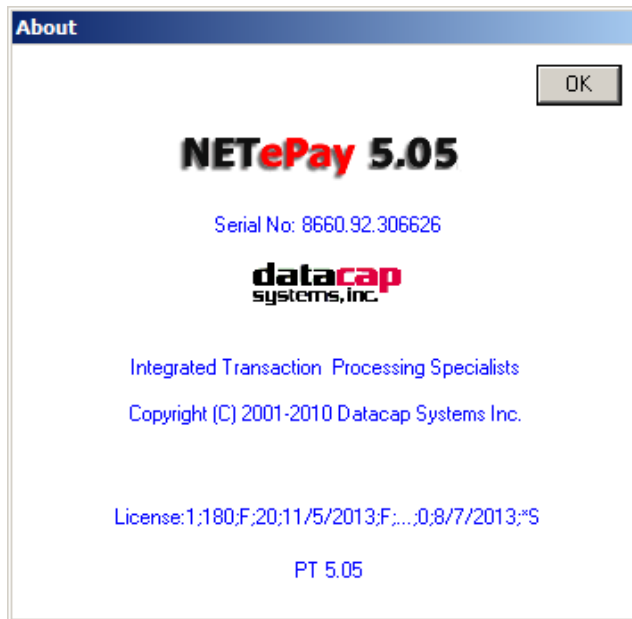 About
OK
NETePay 5.05
Serial No: 8660.92.306626
datacap
systems,inc.
Integrated Transaction  Processing Specialists
Copyright (C) 2001-2010 Datacap Systems Inc.
License:1;180;F;20;11/5/2013;F;...;0;8/7/2013;*S
PT 5.05